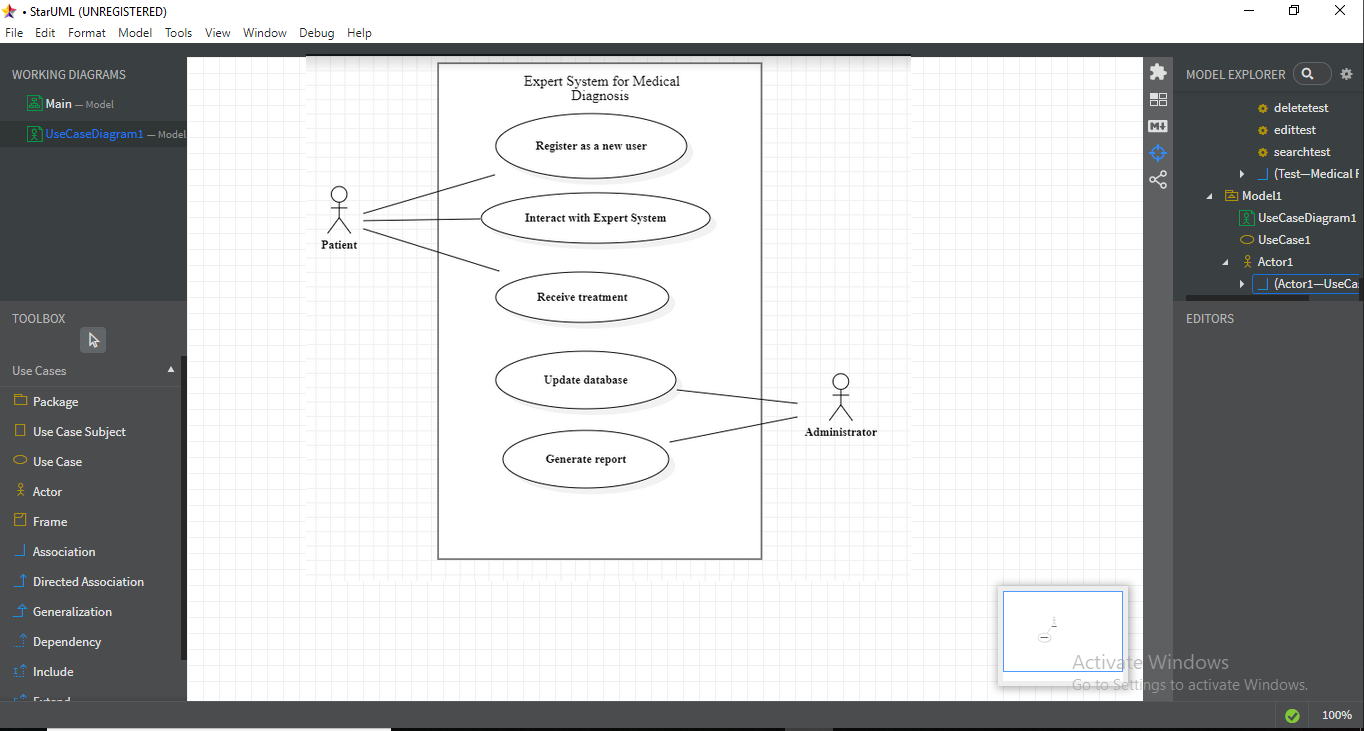 • StarUML (UNREGISTERED)
File Edit Format Model Tools View Window Debug Help
WORKING DIAGRAMS
Main — Model
UseCaseDiagram1 — Model
TOOLBOX
Use Cases
Package
Use Case Subject
Use Case
Actor
Frame
Association
Directed Association
Generalization
Dependency
Include
Extend
Expert System for Medical
Diagnosis
Register as a new user
Interact with Expert System
Patient
Receive treatment
Update database
Administrator
Generate report
MODEL EXPLORER
deletetest
edittest
searchtest
(Test—Medical
Model1
UseCaseDiagram1
UseCase1
Actor1
(Actor1—UseCa
EDITORS
Activate Windows
Go to Settings to activate Windows.
100%